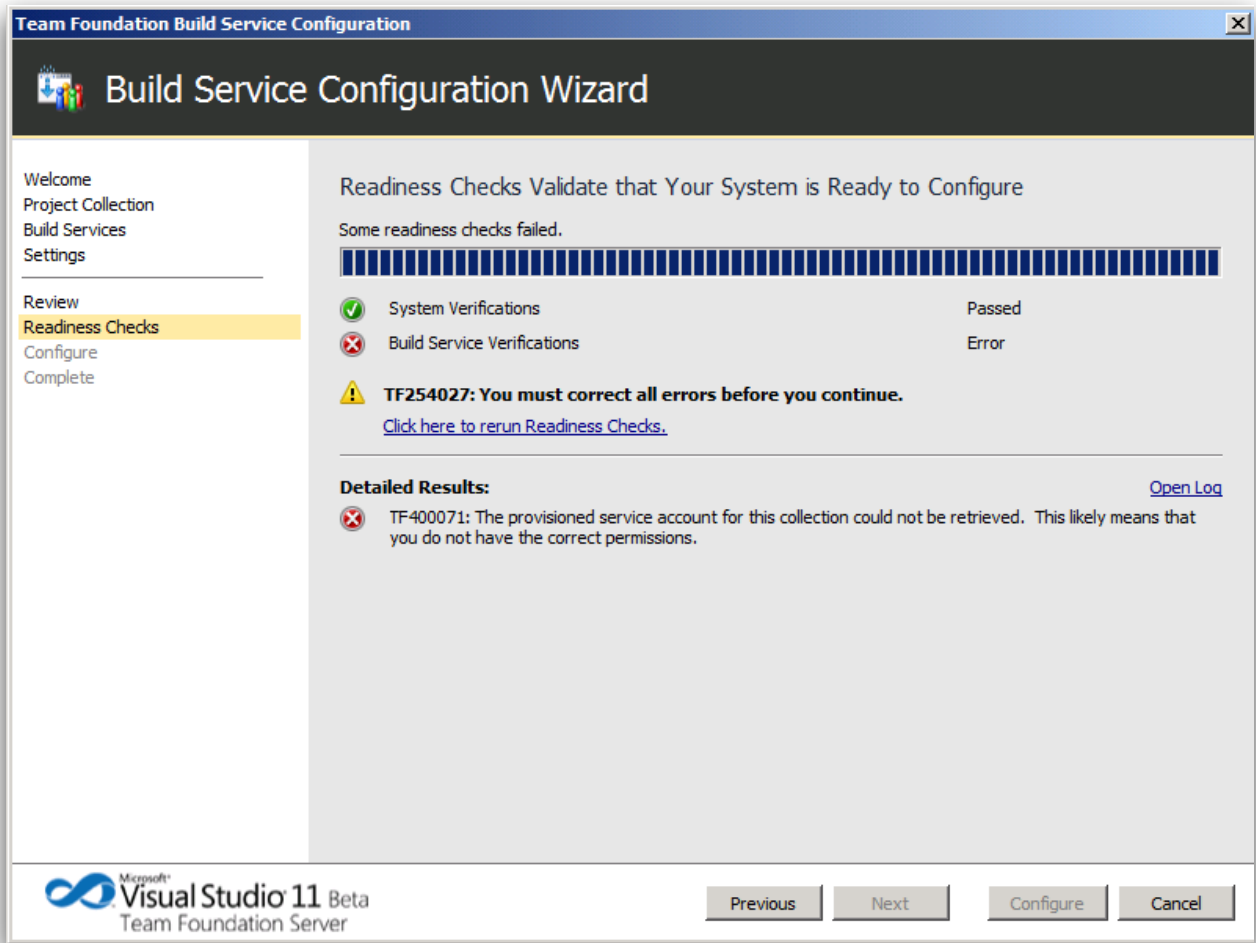 Team Foundation Build Service Configuration
Build Service Configuration Wizard
Welcome
Project Collection
Build Services
Settings
Review
Readiness Checks
Configure
Complete
Readiness Checks Validate that Your System is Ready to Configure
Some readiness checks failed.
System Verifications Passed
Build Service Verifications Error
TF254027: You must correct all errors before you continue.
Click here to rerun Readiness Checks.
Detailed Results: Open Log
TF400071: The provisioned service account for this collection could not be retrieved. This likely means that
you do not have the correct permissions.
Microsoft
Visual Studio 11 Beta
Team Foundation Server
Previous Next Configure Cancel